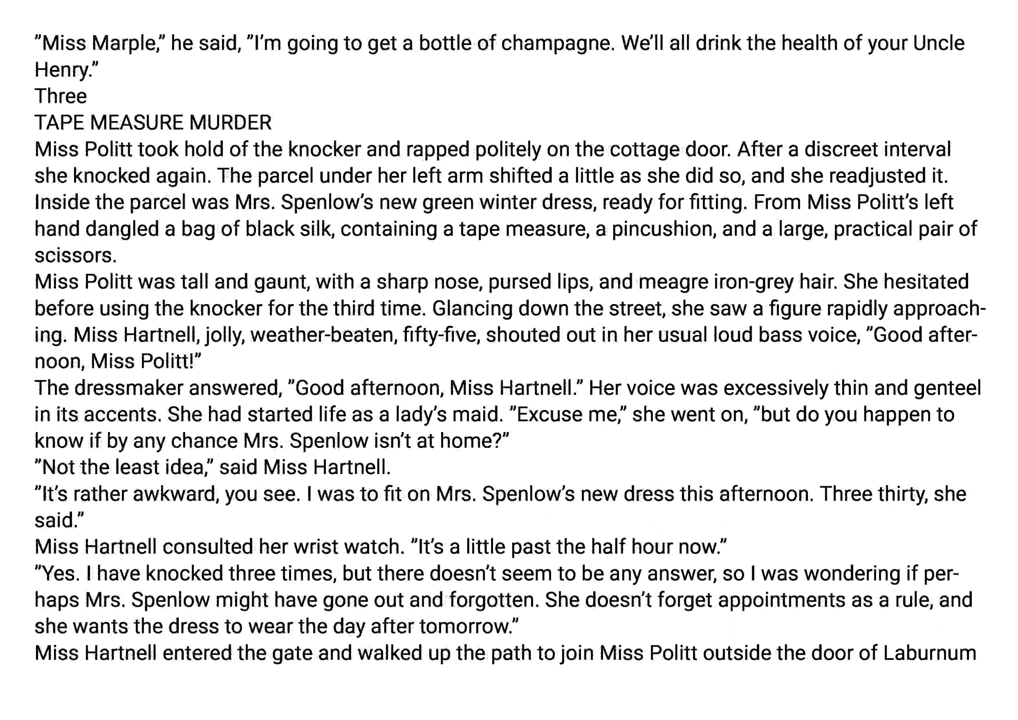 ”Miss Marple,” he said, ”I’m going to get a bottle of champagne. We’ll all drink the health of your Uncle
Henry.”
Three
TAPE MEASURE MURDER
Miss Politt took hold of the knocker and rapped politely on the cottage door. After a discreet interval
she knocked again. The parcel under her left arm shifted a little as she did so, and she readjusted it.
Inside the parcel was Mrs. Spenlow’s new green winter dress, ready for fitting. From Miss Politt’s left
hand dangled a bag of black silk, containing a tape measure, a pincushion, and a large, practical pair of
scissors.
Miss Politt was tall and gaunt, with a sharp nose, pursed lips, and meagre iron-grey hair. She hesitated
before using the knocker for the third time. Glancing down the street, she saw a figure rapidly approach-
ing. Miss Hartnell, jolly, weather-beaten, fifty-five, shouted out in her usual loud bass voice, ”Good after-
noon, Miss Politt!”
The dressmaker answered, ”Good afternoon, Miss Hartnell.” Her voice was excessively thin and genteel
in its accents. She had started life as a lady’s maid. ”Excuse me,” she went on, ”but do you happen to
know if by any chance Mrs. Spenlow isn’t at home?”
”Not the least idea,” said Miss Hartnell.
”It’s rather awkward, you see. I was to fit on Mrs. Spenlow’s new dress this afternoon. Three thirty, she
said.”
Miss Hartnell consulted her wrist watch. ”It’s a little past the half hour now.”
”Yes. I have knocked three times, but there doesn’t seem to be any answer, so I was wondering if per-
haps Mrs. Spenlow might have gone out and forgotten. She doesn’t forget appointments as a rule, and
she wants the dress to wear the day after tomorrow.”
Miss Hartnell entered the gate and walked up the path to join Miss Politt outside the door of Laburnum